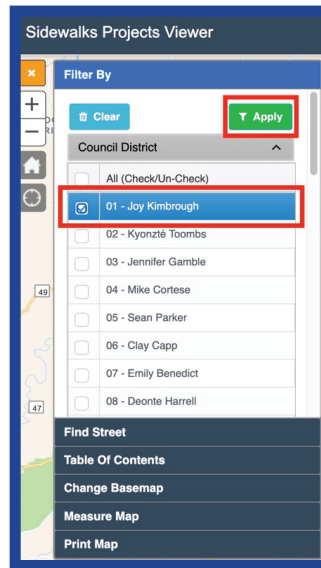 Sidewalks Projects Viewer
Filter By
Clear
Apply
Council District
All (Check/Un-Check)
01 - Joy Kimbrough
02 - Kyonzté Toombs
03 - Jennifer Gamble
04 - Mike Cortese
05 - Sean Parker
06 - Clay Capp
07 - Emily Benedict
08 - Deonte Harrell
49
47
Find Street
Table Of Contents
Change Basemap
Measure Map
Print Map